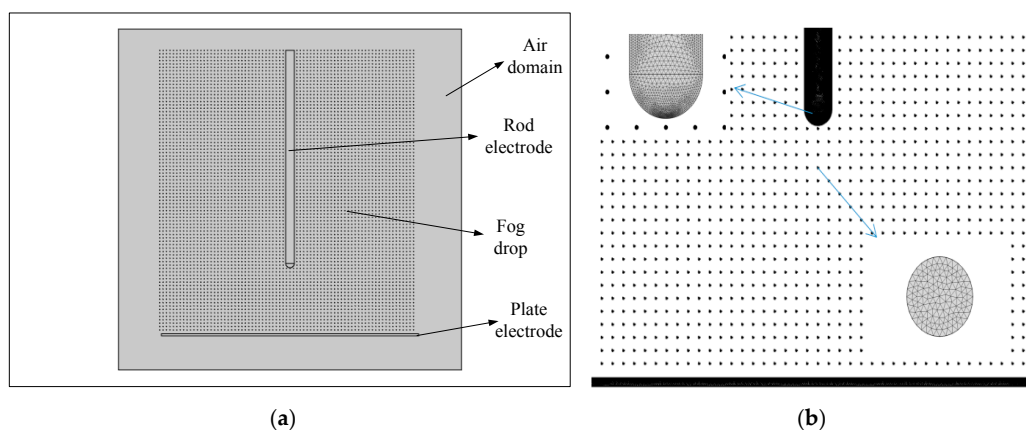 Air
domain
Rod
electrode
Fog
drop
Plate
electrode
(a)
(b)